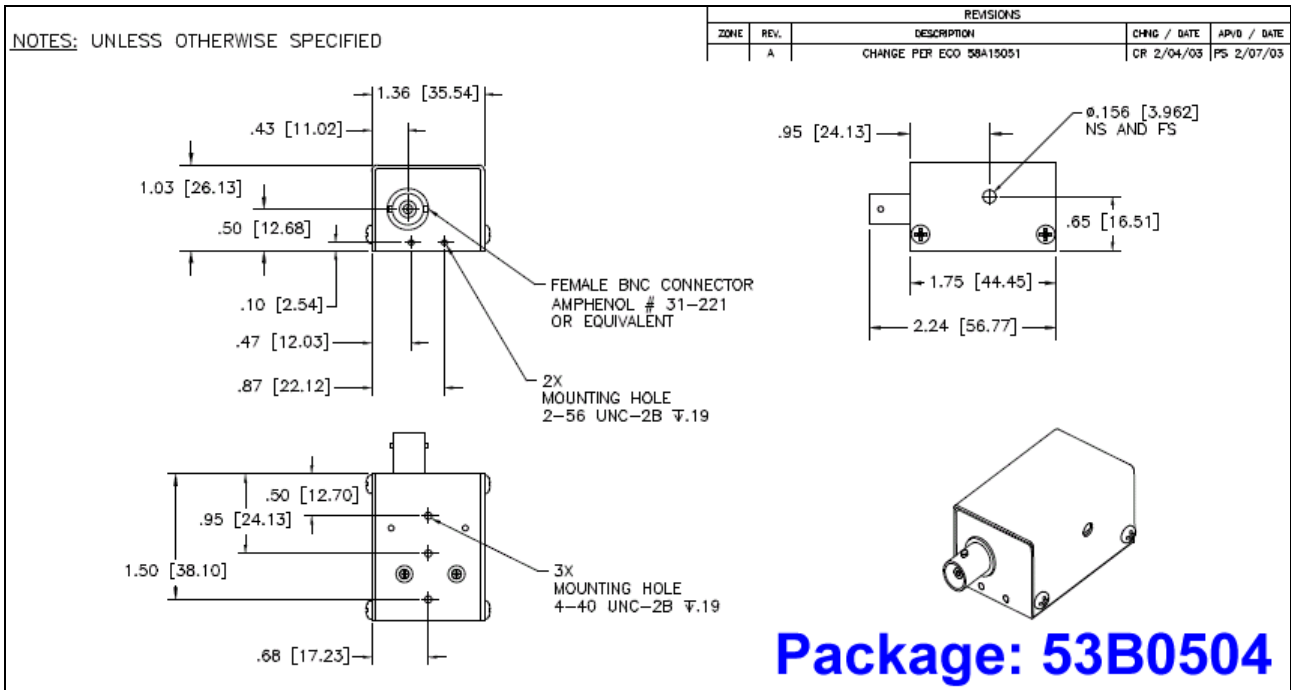 NOTES: UNLESS OTHERWISE SPECIFIED
REVISIONS
ZONE REV. DESCRIPTION CHNG / DATE APVD / DATE
A CHANGE PER ECO 58A15051 CR 2/04/03 PS 2/07/03
1.36 [35.54]
.43 [11.02]
1.03 [26.13]
.50 [12.68]
.10 [2.54]
.47 [12.03]
.87 [22.12]
FEMALE BNC CONNECTOR
AMPHENOL # 31-221
OR EQUIVALENT
2X
MOUNTING HOLE
2-56 UNC-2B ↧.19
.95 [24.13]
ø.156 [3.962]
NS AND FS
.65 [16.51]
1.75 [44.45]
2.24 [56.77]
.50 [12.70]
.95 [24.13]
1.50 [38.10]
.68 [17.23]
3X
MOUNTING HOLE
4-40 UNC-2B ↧.19
Package: 53B0504